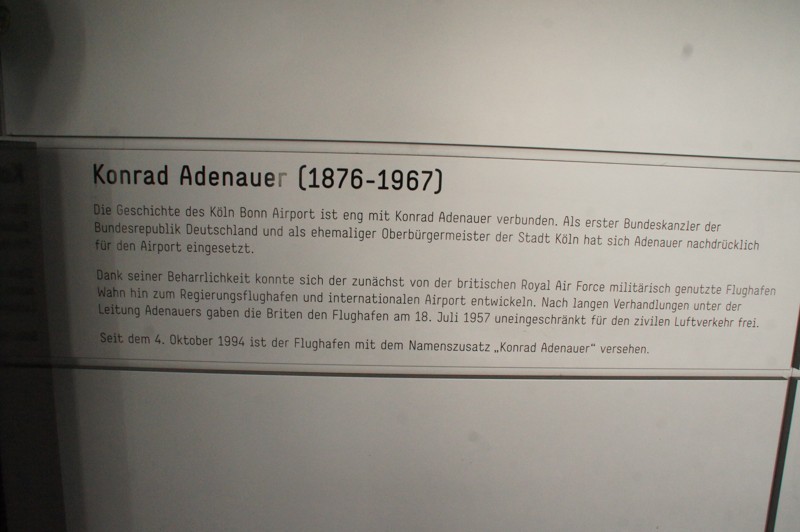 Konrad Adenauer (1876-1967)
Die Geschichte des Köln Bonn Airport ist eng mit Konrad Adenauer verbunden. Als erster Bundeskanzler der
Bundesrepublik Deutschland und als ehemaliger Oberbürgermeister der Stadt Köln hat sich Adenauer nachdrücklich
für den Airport eingesetzt.
Dank seiner Beharrlichkeit konnte sich der zunächst von der britischen Royal Air Force militärisch genutzte Flughafen
Wahn hin zum Regierungsflughafen und internationalen Airport entwickeln. Nach langen Verhandlungen unter der
Leitung Adenauers gaben die Briten den Flughafen am 18. Juli 1957 uneingeschränkt für den zivilen Luftverkehr frei.
Seit dem 4. Oktober 1994 ist der Flughafen mit dem Namenszusatz „Konrad Adenauer“ versehen.